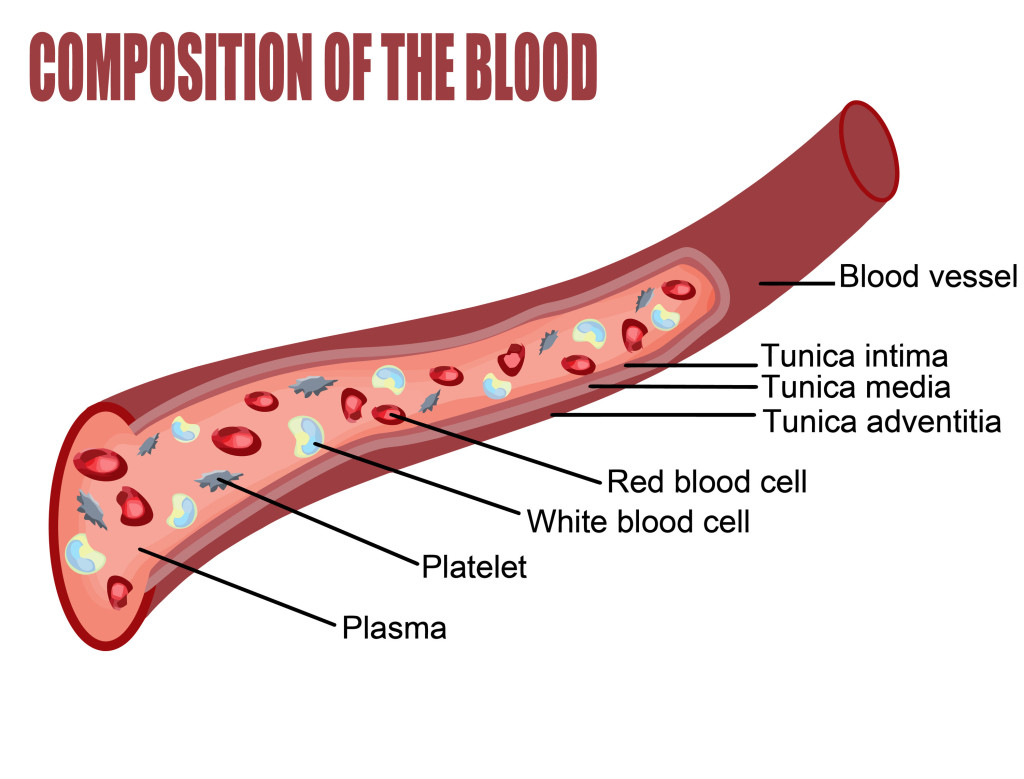 COMPOSITION OF THE BLOOD
Blood vessel
Tunica intima
Tunica media
Tunica adventitia
Red blood cell
White blood cell
Platelet
Plasma